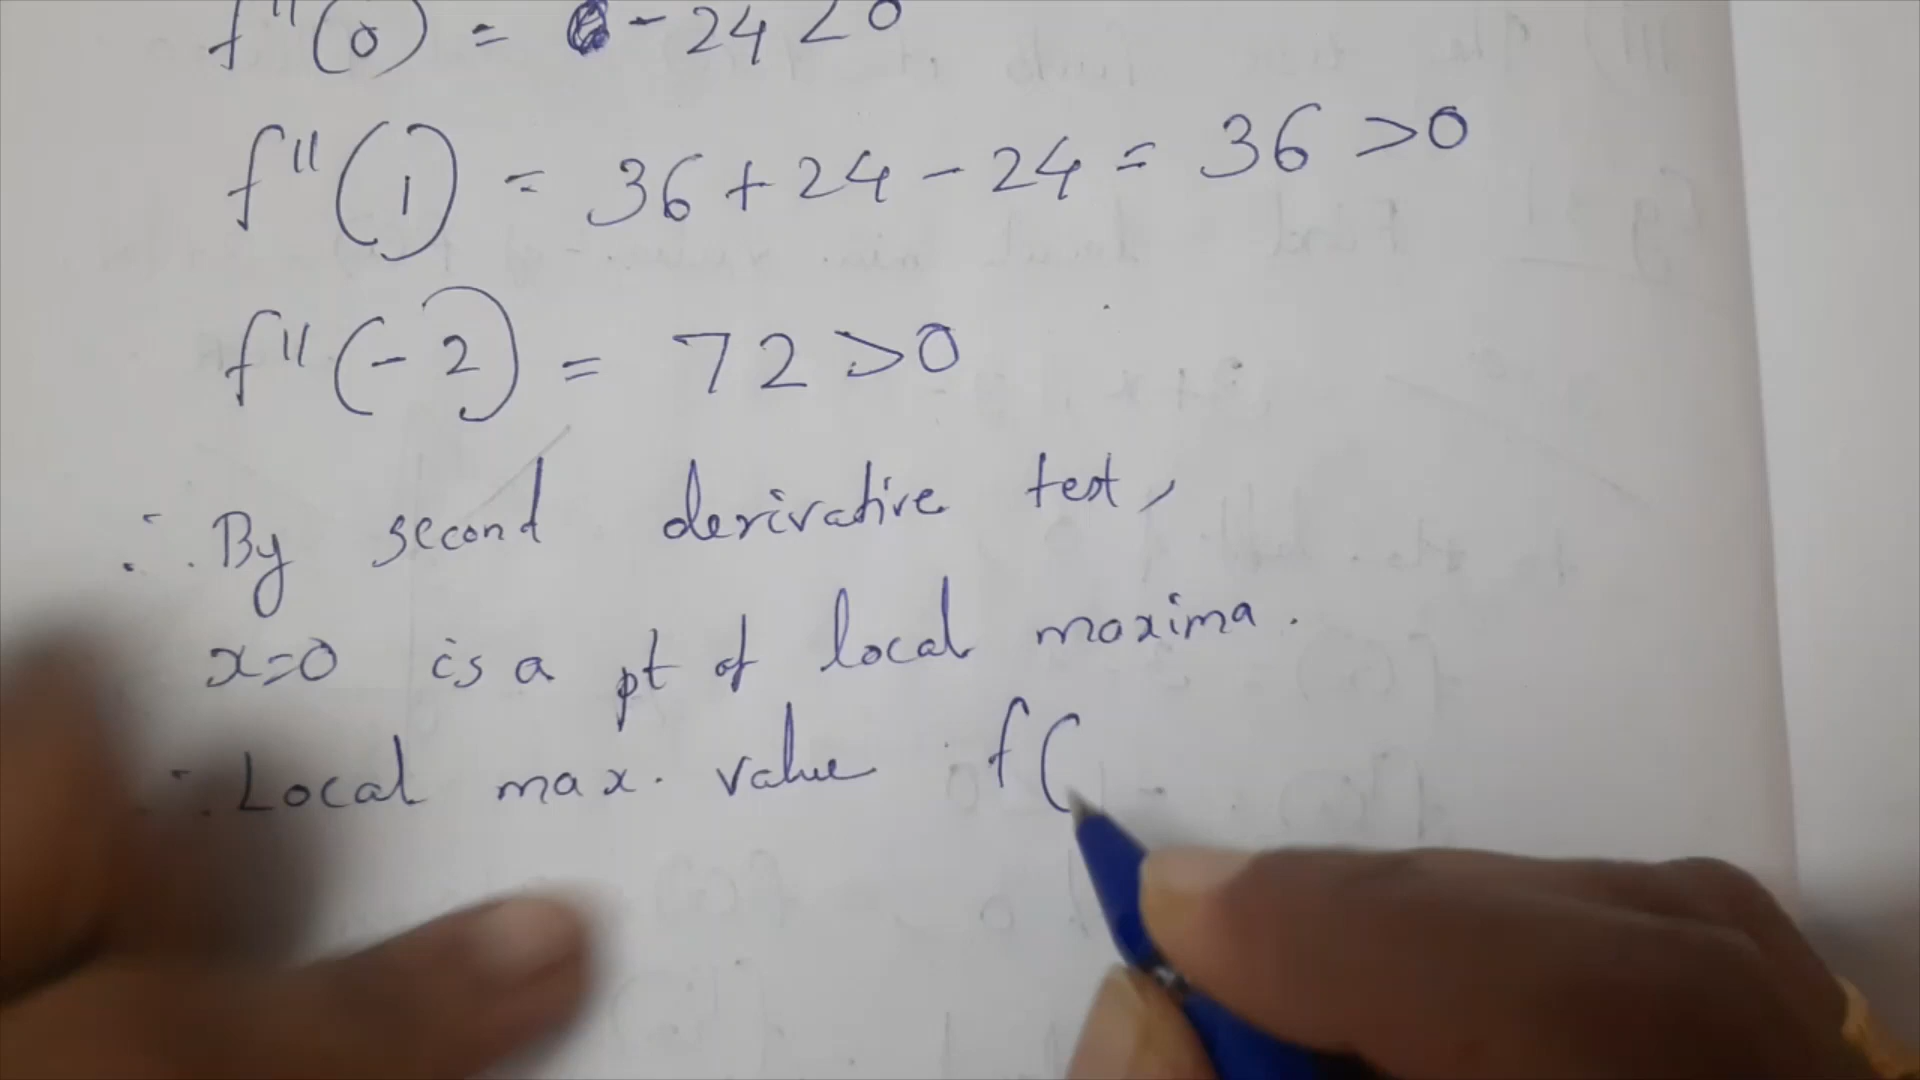 f''(0) = - 24 < 0
f''(1) = 36 + 24 - 24 = 36 > 0
f''(-2) = 72 > 0
∴ By second derivative test,
x=0 is a pt of local maxima.
∴ Local max. value f(